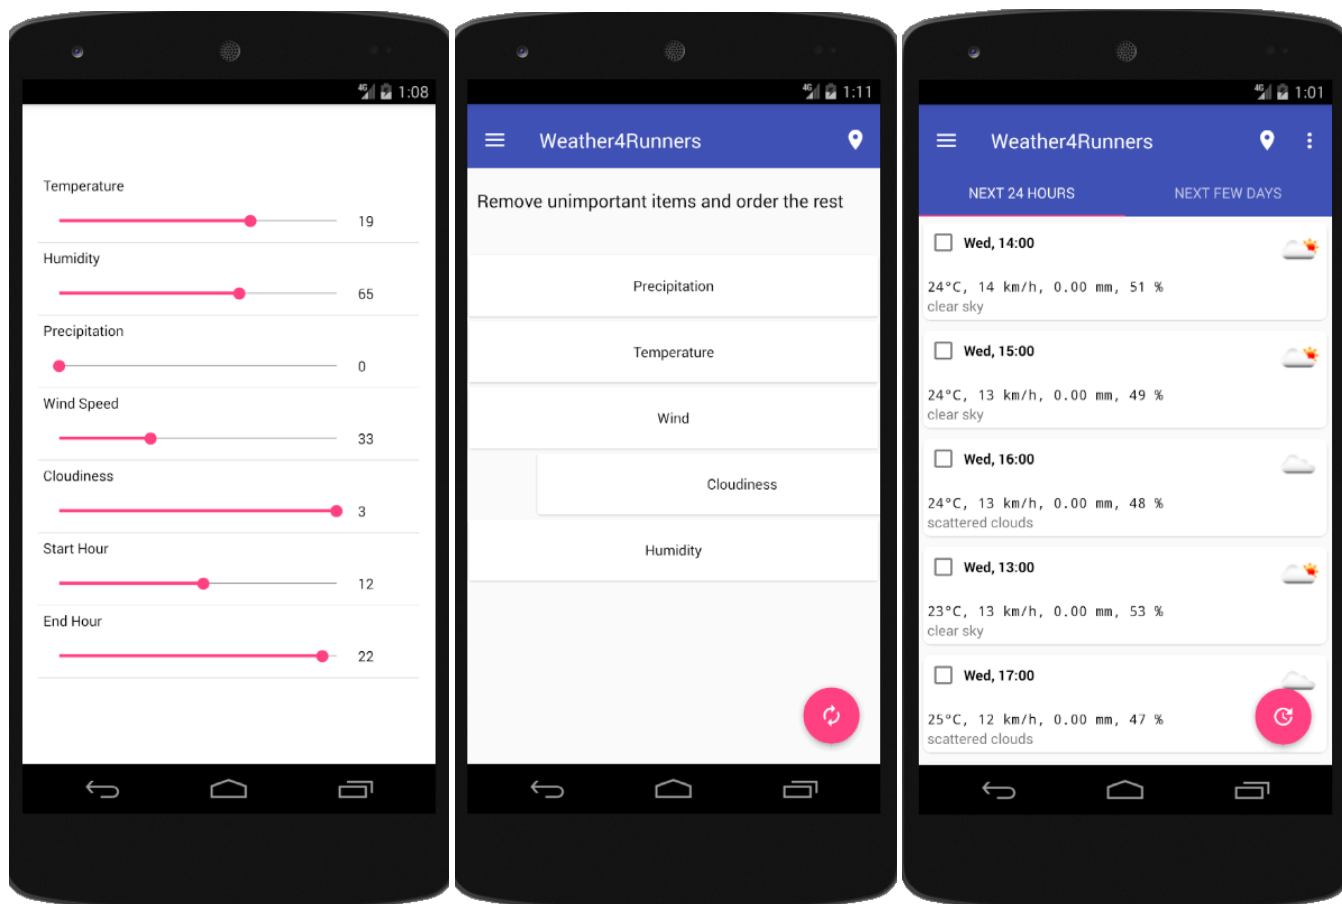 4G 1:08
Temperature
19
Humidity
65
Precipitation
0
Wind Speed
33
Cloudiness
3
Start Hour
12
End Hour
22
4G 1:11
Weather4Runners
Remove unimportant items and order the rest
Precipitation
Temperature
Wind
Cloudiness
Humidity
4G 1:01
Weather4Runners
NEXT 24 HOURS NEXT FEW DAYS
Wed, 14:00
24°C, 14 km/h, 0.00 mm, 51 %
clear sky
Wed, 15:00
24°C, 13 km/h, 0.00 mm, 49 %
clear sky
Wed, 16:00
24°C, 13 km/h, 0.00 mm, 48 %
scattered clouds
Wed, 13:00
23°C, 13 km/h, 0.00 mm, 53 %
clear sky
Wed, 17:00
25°C, 12 km/h, 0.00 mm, 47 %
scattered clouds